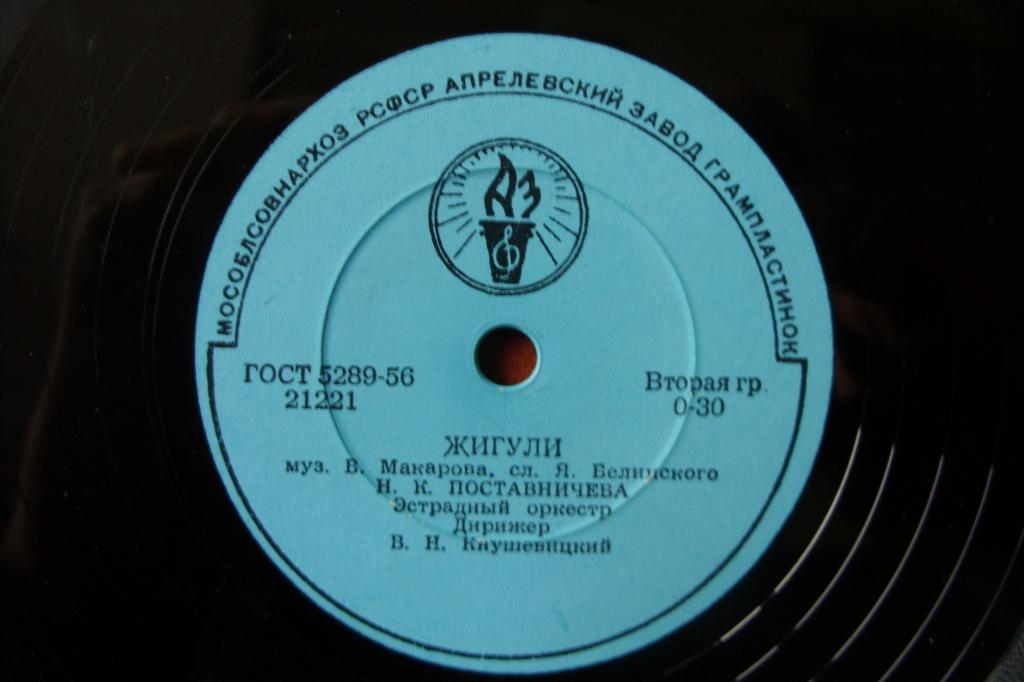 МОСОБЛСОВНАРХОЗ РСФСР АПРЕЛЕВСКИЙ ЗАВОД ГРАМПЛАСТИНОК
АЗ
ГОСТ 5289-56
21221
Вторая гр.
0-30
ЖИГУЛИ
муз. В. Макарова, сл. Я. Белинского
Н. К. ПОСТАВНИЧЕВА
Эстрадный оркестр
Дирижер
В. Н. Кнушевицкий